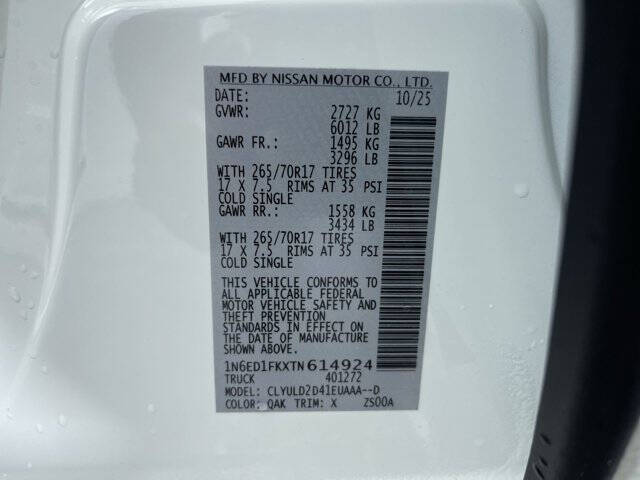 MFD BY NISSAN MOTOR CO., LTD.
DATE: 10/25
GVWR: 2727 KG
6012 LB
GAWR FR.: 1495 KG
3296 LB
WITH 265/70R17 TIRES
17 X 7.5 RIMS AT 35 PSI
COLD SINGLE
GAWR RR.: 1558 KG
3434 LB
WITH 265/70R17 TIRES
17 X 7.5 RIMS AT 35 PSI
COLD SINGLE
THIS VEHICLE CONFORMS TO
ALL APPLICABLE FEDERAL
MOTOR VEHICLE SAFETY AND
THEFT PREVENTION
STANDARDS IN EFFECT ON
THE DATE OF MANUFACTURE
SHOWN ABOVE.
1N6ED1FKXTN614924
TRUCK 401272
MODEL: CLYULD2D41EUAAA--D
COLOR: QAK TRIM: X ZS00A